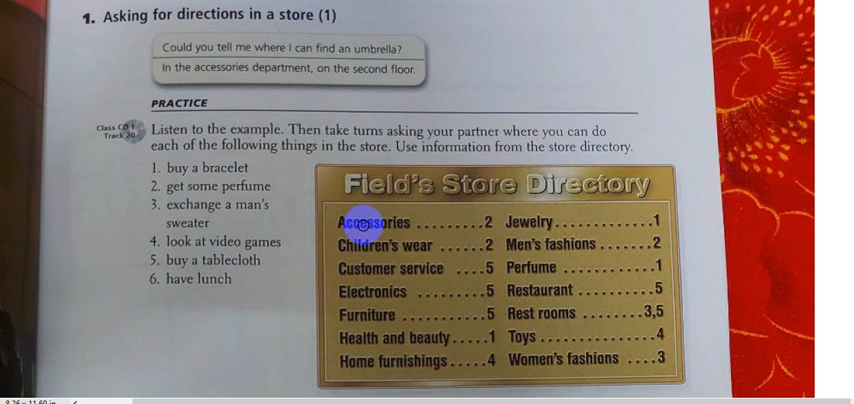 1. Asking for directions in a store (1)
Could you tell me where I can find an umbrella?
In the accessories department, on the second floor.
PRACTICE
Class CD 1
Track 20
Listen to the example. Then take turns asking your partner where you can do
each of the following things in the store. Use information from the store directory.
1. buy a bracelet
2. get some perfume
3. exchange a man's
sweater
4. look at video games
5. buy a tablecloth
6. have lunch
Field's Store Directory
Accessories .........2
Children's wear ......2
Customer service ....5
Electronics .........5
Furniture ...........5
Health and beauty.....1
Home furnishings.....4
Jewelry.............1
Men's fashions .......2
Perfume ............1
Restaurant ..........5
Rest rooms ........3,5
Toys ...............4
Women's fashions ....3
8.26 x 11.60 in